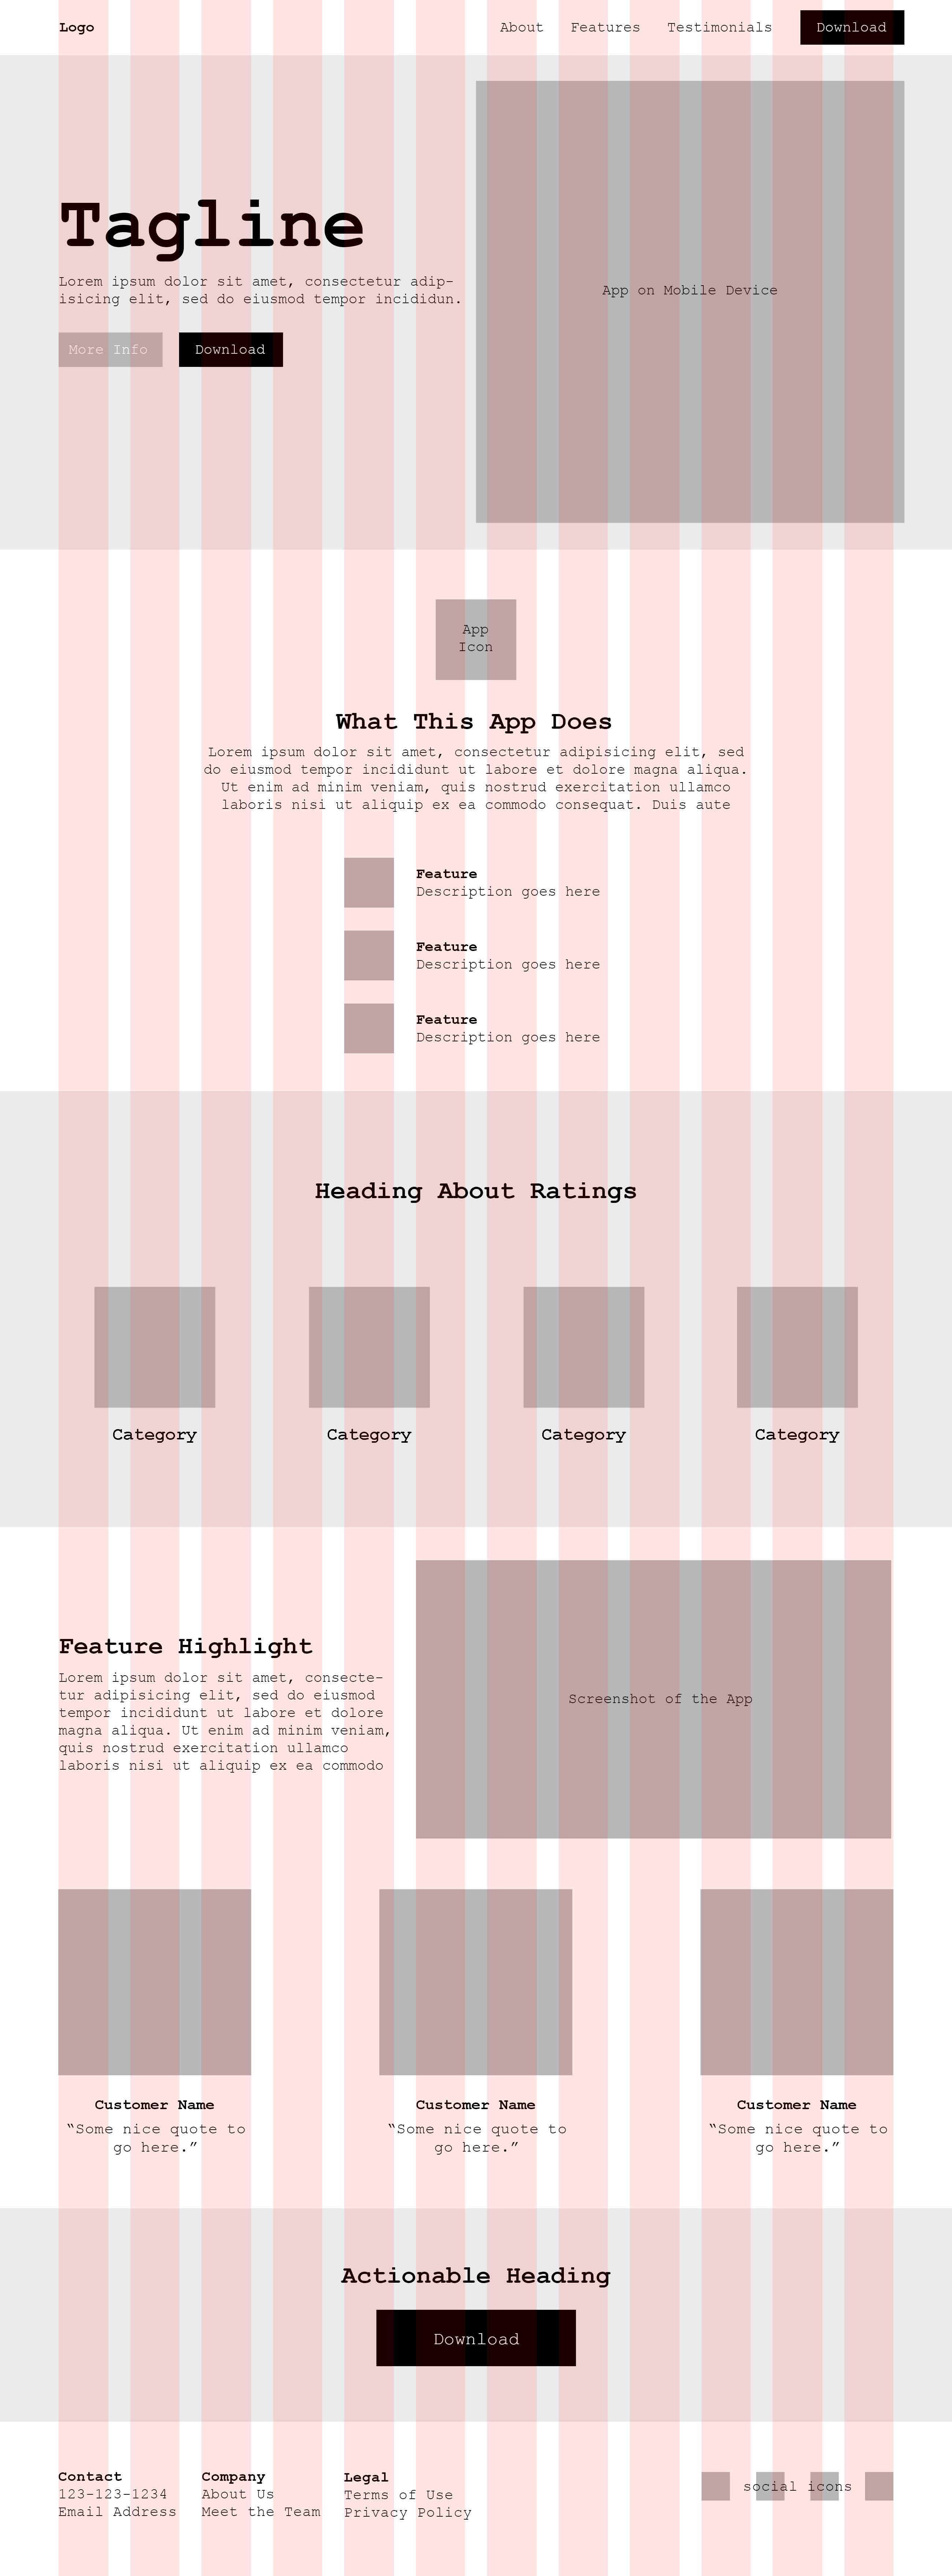 Logo
About
Features
Testimonials
Download
Tagline
Lorem ipsum dolor sit amet, consectetur adip-
isicing elit, sed do eiusmod tempor incididun.
More Info
Download
App on Mobile Device
App
Icon
What This App Does
Lorem ipsum dolor sit amet, consectetur adipisicing elit, sed
do eiusmod tempor incididunt ut labore et dolore magna aliqua.
Ut enim ad minim veniam, quis nostrud exercitation ullamco
laboris nisi ut aliquip ex ea commodo consequat. Duis aute
Feature
Description goes here
Feature
Description goes here
Feature
Description goes here
Heading About Ratings
Category
Category
Category
Category
Feature Highlight
Lorem ipsum dolor sit amet, consecte-
tur adipisicing elit, sed do eiusmod
tempor incididunt ut labore et dolore
magna aliqua. Ut enim ad minim veniam,
quis nostrud exercitation ullamco
laboris nisi ut aliquip ex ea commodo
Screenshot of the App
Customer Name
“Some nice quote to
go here.”
Customer Name
“Some nice quote to
go here.”
Customer Name
“Some nice quote to
go here.”
Actionable Heading
Download
Contact
123-123-1234
Email Address
Company
About Us
Meet the Team
Legal
Terms of Use
Privacy Policy
social icons